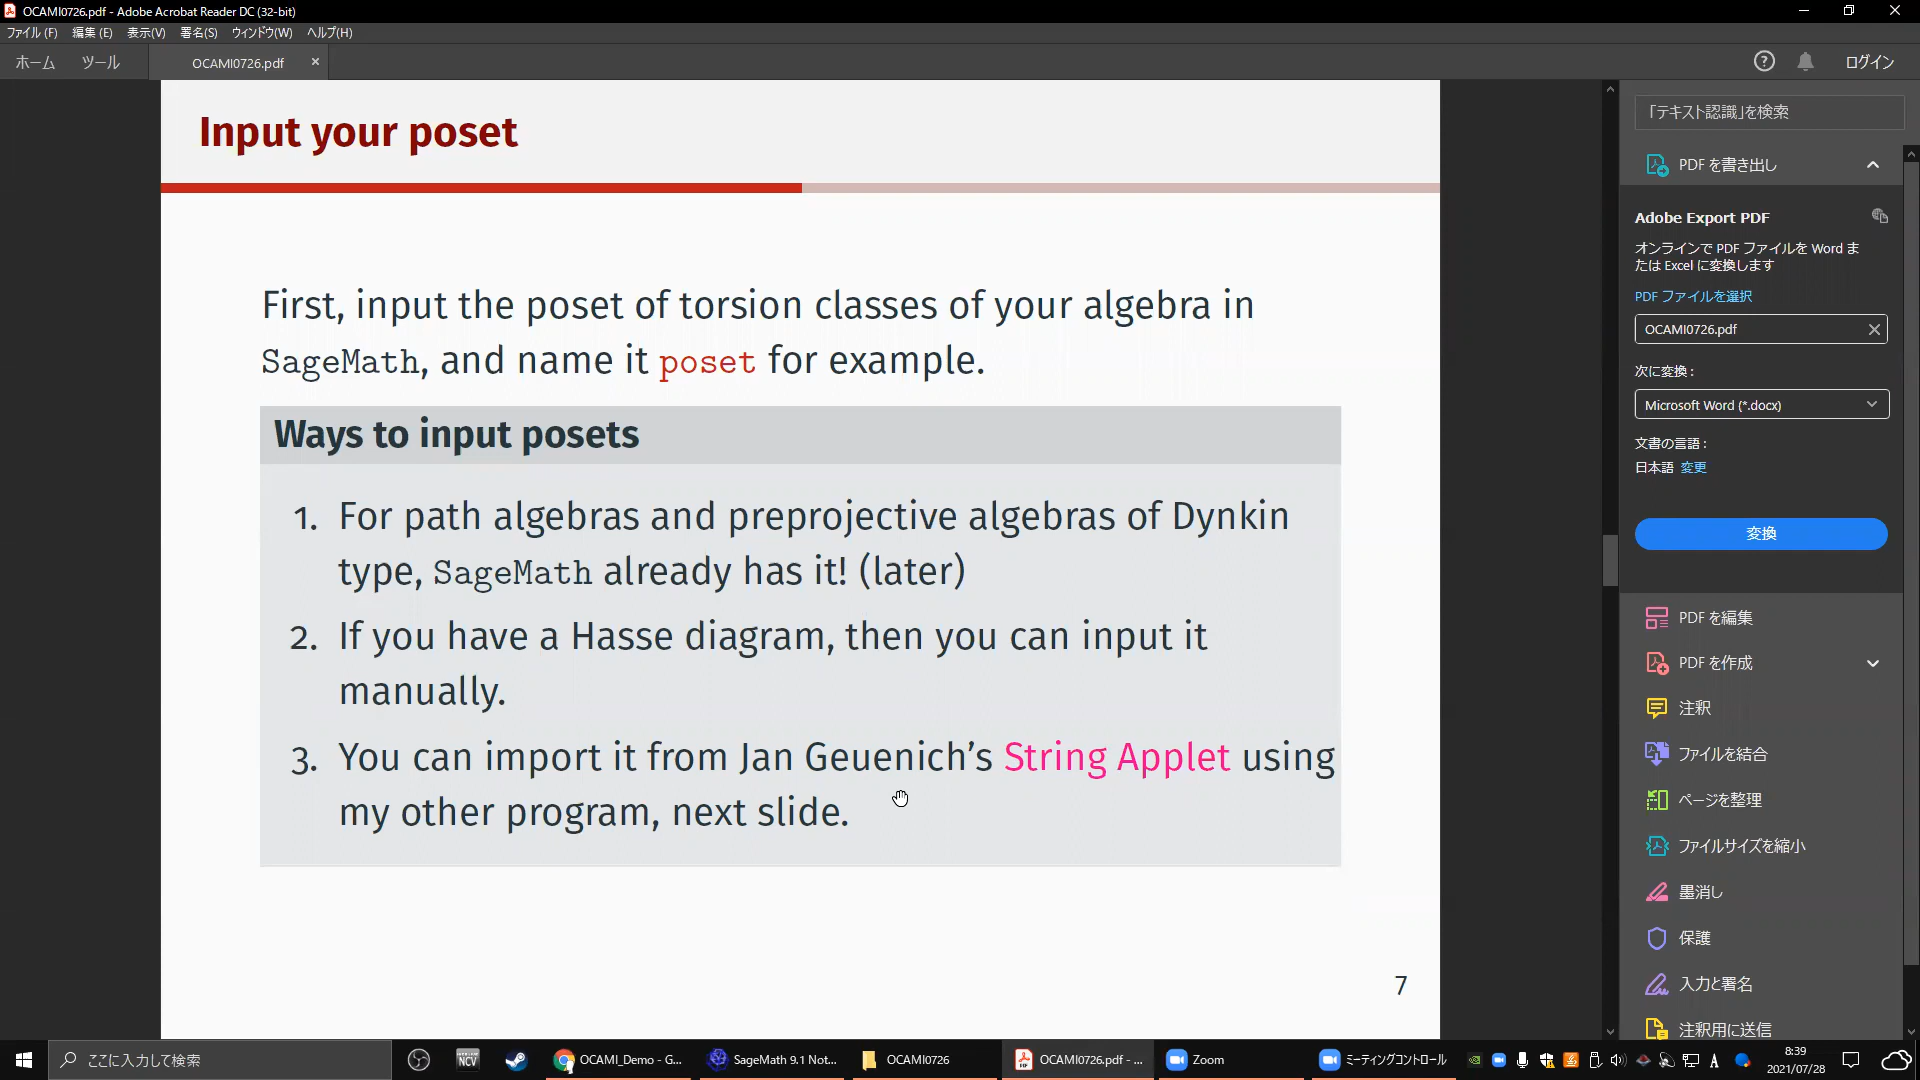 OCAMI0726.pdf - Adobe Acrobat Reader DC (32-bit)
ファイル(F) 編集(E) 表示(V) 署名(S) ウィンドウ(W) ヘルプ(H)
ホーム ツール OCAMI0726.pdf × ログイン
Input your poset
First, input the poset of torsion classes of your algebra in
SageMath, and name it poset for example.
Ways to input posets
1. For path algebras and preprojective algebras of Dynkin
type, SageMath already has it! (later)
2. If you have a Hasse diagram, then you can input it
manually.
3. You can import it from Jan Geuenich's String Applet using
my other program, next slide.
7
「テキスト認識」を検索
PDF を書き出し
Adobe Export PDF
オンラインで PDF ファイルを Word ま
たは Excel に変換します
PDF ファイルを選択
OCAMI0726.pdf
次に変換 :
Microsoft Word (*.docx)
文書の言語 :
日本語 変更
変換
PDF を編集
PDF を作成
注釈
ファイルを結合
ページを整理
ファイルサイズを縮小
墨消し
保護
入力と署名
注釈用に送信
ここに入力して検索
NCV
OCAMI_Demo - G...
SageMath 9.1 Not...
OCAMI0726
OCAMI0726.pdf - ...
Zoom
ミーティングコントロール
A
8:39
2021/07/28